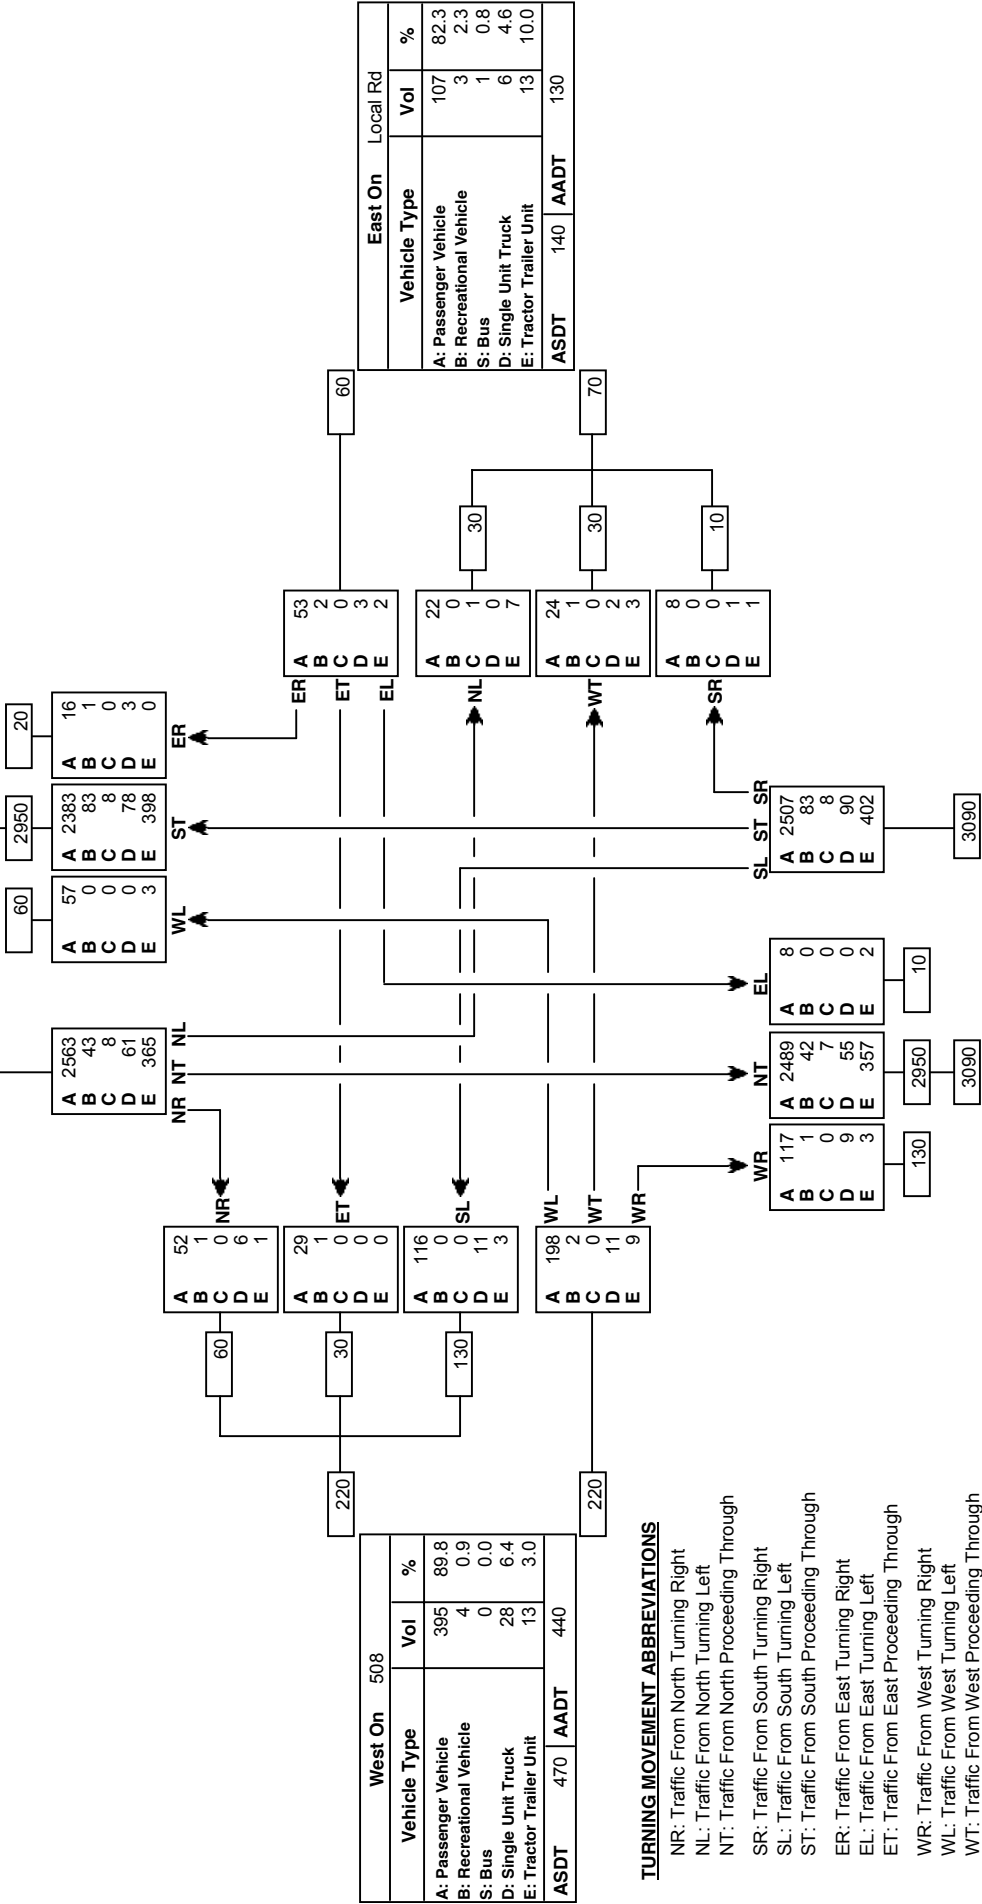 60
2950
20
A 2563
B 43
C 8
D 61
E 365
A 57
B 0
C 0
D 0
E 3
A 2383
B 83
C 8
D 78
E 398
A 16
B 1
C 0
D 3
E 0
NR NT NL
WL
ST
ER
A 52
B 1
C 0
D 6
E 1
NR
60
A 29
B 1
C 0
D 0
E 0
ET
30
220
A 116
B 0
C 0
D 11
E 3
SL
130
A 198
B 2
C 0
D 11
E 9
WL
WT
WR
220
West On 508
Vehicle Type Vol %
A: Passenger Vehicle 395 89.8
B: Recreational Vehicle 4 0.9
S: Bus 0 0.0
D: Single Unit Truck 28 6.4
E: Tractor Trailer Unit 13 3.0
ASDT 470 AADT 440
ER
ET
EL
A 53
B 2
C 0
D 3
E 2
60
NL
A 22
B 0
C 1
D 0
E 7
30
WT
A 24
B 1
C 0
D 2
E 3
30
70
SR
A 8
B 0
C 0
D 1
E 1
10
East On Local Rd
Vehicle Type Vol %
A: Passenger Vehicle 107 82.3
B: Recreational Vehicle 3 2.3
S: Bus 1 0.8
D: Single Unit Truck 6 4.6
E: Tractor Trailer Unit 13 10.0
ASDT 140 AADT 130
WR
NT
EL
SL ST SR
A 117
B 1
C 0
D 9
E 3
A 2489
B 42
C 7
D 55
E 357
A 8
B 0
C 0
D 0
E 2
A 2507
B 83
C 8
D 90
E 402
130
2950
10
3090
3090
TURNING MOVEMENT ABBREVIATIONS
NR: Traffic From North Turning Right
NL: Traffic From North Turning Left
NT: Traffic From North Proceeding Through
SR: Traffic From South Turning Right
SL: Traffic From South Turning Left
ST: Traffic From South Proceeding Through
ER: Traffic From East Turning Right
EL: Traffic From East Turning Left
ET: Traffic From East Proceeding Through
WR: Traffic From West Turning Right
WL: Traffic From West Turning Left
WT: Traffic From West Proceeding Through